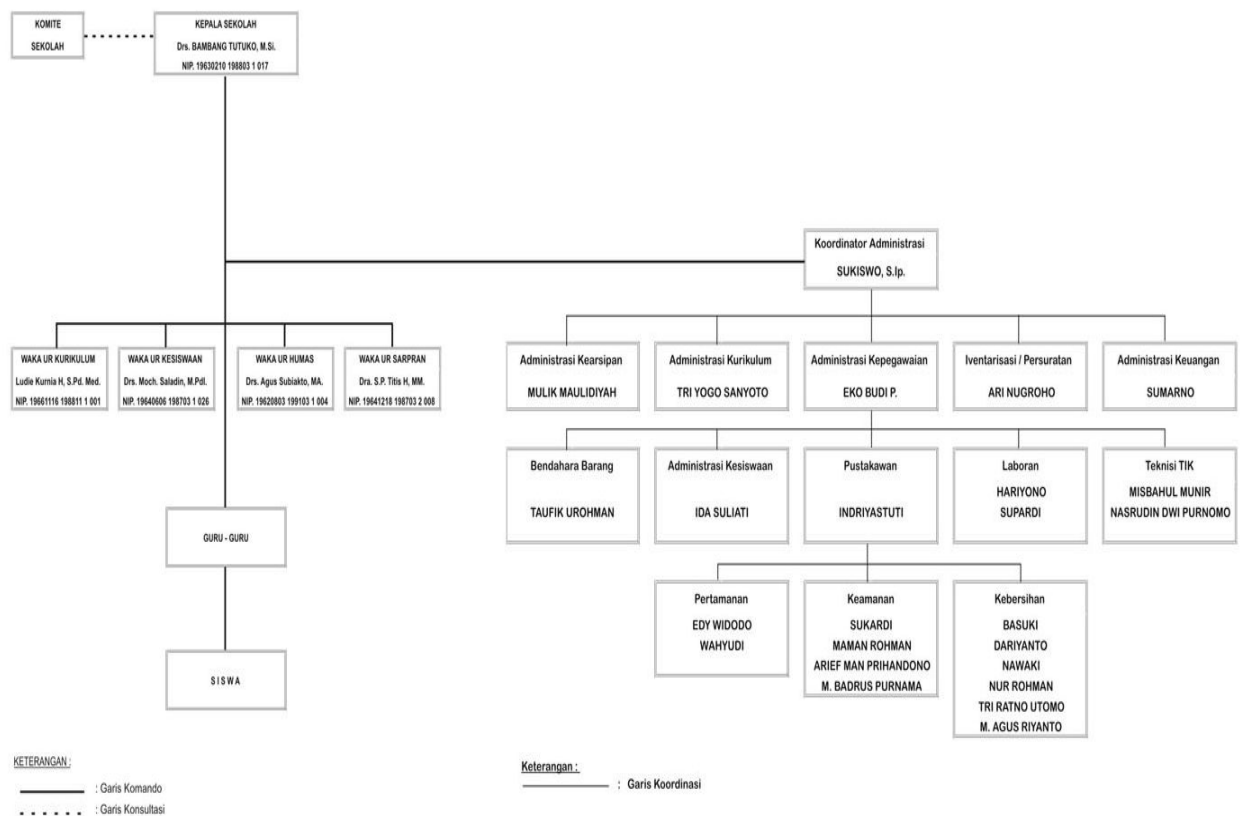 KOMITE
SEKOLAH
KEPALA SEKOLAH
Drs. BAMBANG TUTUKO, M.Si.
NIP. 19630210 198803 1 017
Koordinator Administrasi
SUKISWO, S.Ip.
WAKA UR KURIKULUM
Ludie Kurnia H, S.Pd. Med.
NIP. 19661116 198811 1 001
WAKA UR KESISWAAN
Drs. Moch. Saladin, M.PdI.
NIP. 19640606 198703 1 026
WAKA UR HUMAS
Drs. Agus Subiakto, MA.
NIP. 19620803 199103 1 004
WAKA UR SARPRAN
Dra. S.P. Titis H, MM.
NIP. 19641218 198703 2 008
Administrasi Kearsipan
MULIK MAULIDIYAH
Administrasi Kurikulum
TRI YOGO SANYOTO
Administrasi Kepegawaian
EKO BUDI P.
Iventarisasi / Persuratan
ARI NUGROHO
Administrasi Keuangan
SUMARNO
Bendahara Barang
TAUFIK UROHMAN
Administrasi Kesiswaan
IDA SULIATI
Pustakawan
INDRIYASTUTI
Laboran
HARIYONO
SUPARDI
Teknisi TIK
MISBAHUL MUNIR
NASRUDIN DWI PURNOMO
GURU - GURU
Pertamanan
EDY WIDODO
WAHYUDI
Keamanan
SUKARDI
MAMAN ROHMAN
ARIEF MAN PRIHANDONO
M. BADRUS PURNAMA
Kebersihan
BASUKI
DARIYANTO
NAWAKI
NUR ROHMAN
TRI RATNO UTOMO
M. AGUS RIYANTO
S I S W A
KETERANGAN :
: Garis Komando
: Garis Konsultasi
Keterangan :
: Garis Koordinasi